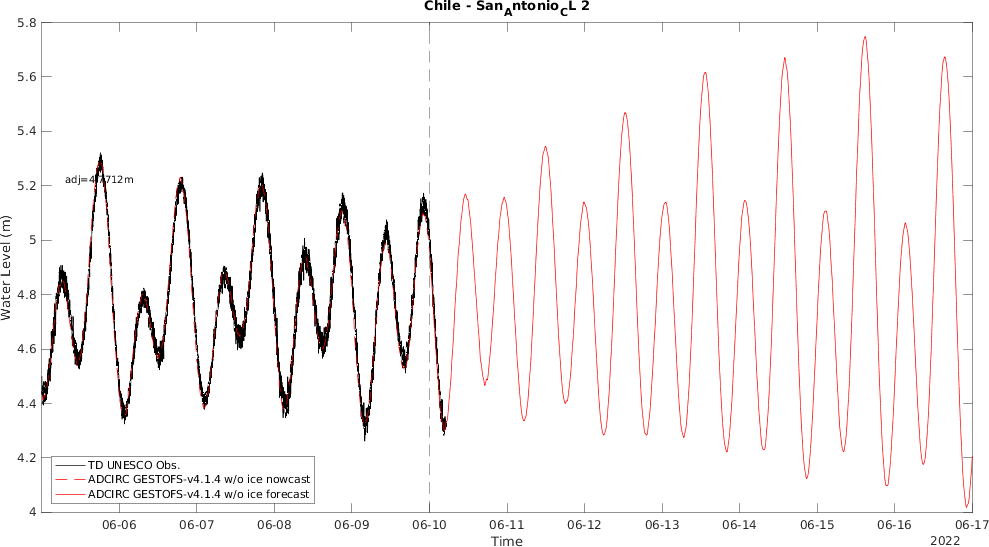 Chile - San_Antonio_CL 2
5.8
5.6
5.4
5.2
5
4.8
4.6
4.4
4.2
4
Water Level (m)
adj=4.7712m
TD UNESCO Obs.
ADCIRC GESTOFS-v4.1.4 w/o ice nowcast
ADCIRC GESTOFS-v4.1.4 w/o ice forecast
06-06 06-07 06-08 06-09 06-10 06-11 06-12 06-13 06-14 06-15 06-16 06-17
Time
2022